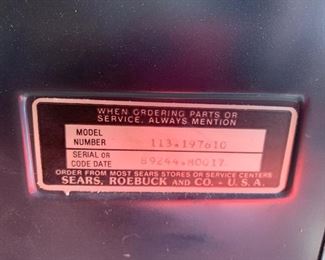 WHEN ORDERING PARTS OR
SERVICE, ALWAYS MENTION
MODEL
NUMBER 113.197610
SERIAL OR
CODE DATE 89244.M0017
ORDER FROM MOST SEARS STORES OR SERVICE CENTERS
SEARS, ROEBUCK AND CO. - U.S.A.